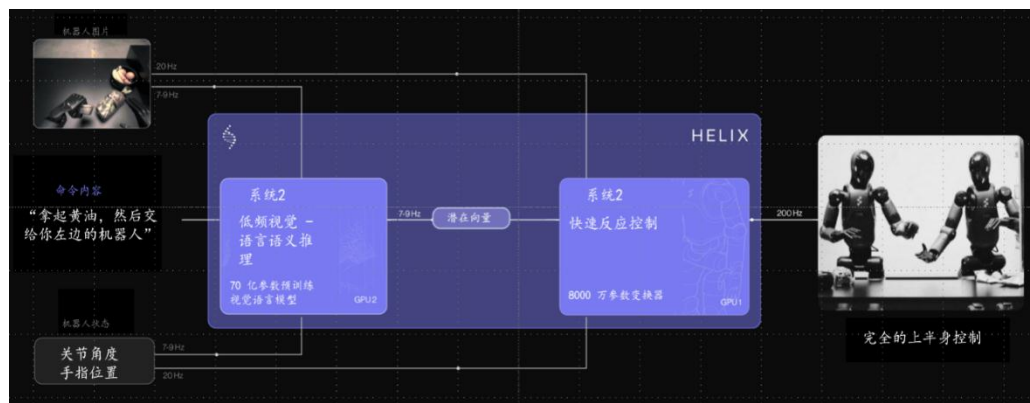 机器人图片
20Hz
7-9Hz
HELIX
命令内容
“拿起黄油，然后交
给你左边的机器人”
系统2
低频视觉 -
语言语义推
理
70 亿参数预训练
视觉语言模型
GPU2
7-9Hz
潜在向量
系统2
快速反应控制
8000 万参数变换器
GPU1
200Hz
完全的上半身控制
机器人状态
关节角度
手指位置
7-9Hz
20Hz